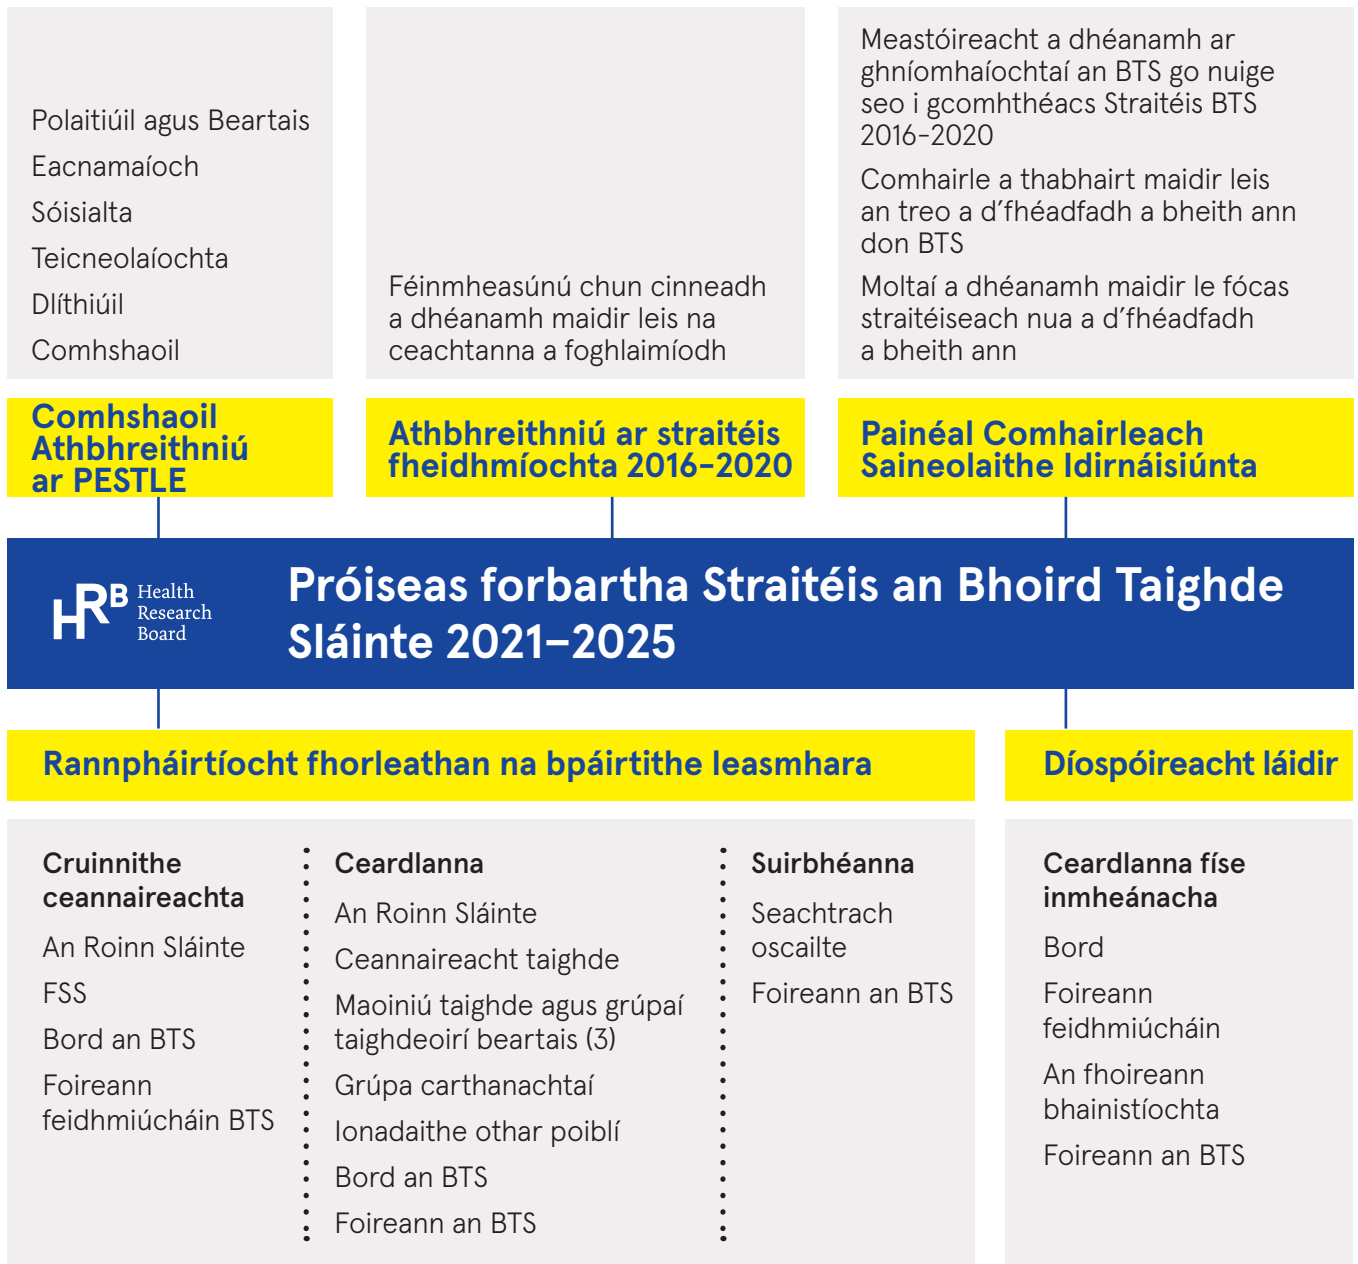 Polaitiúil agus Beartais
Eacnamaíoch
Sóisialta
Teicneolaíochta
Dlíthiúil
Comhshaoil
Comhshaoil
Athbhreithniú
ar PESTLE
Féinmheasúnú chun cinneadh
a dhéanamh maidir leis na
ceachtanna a foghlaimíodh
Athbhreithniú ar straitéis
fheidhmíochta 2016-2020
Meastóireacht a dhéanamh ar
ghníomhaíochtaí an BTS go nuige
seo i gcomhthéacs Straitéis BTS
2016-2020
Comhairle a thabhairt maidir leis
an treo a d'fhéadfadh a bheith ann
don BTS
Moltaí a dhéanamh maidir le fócas
straitéiseach nua a d'fhéadfadh
a bheith ann
Painéal Comhairleach
Saineolaithe Idirnáisiúnta
HRB
Health
Research
Board
Próiseas forbartha Straitéis an Bhoird Taighde
Sláinte 2021–2025
Rannpháirtíocht fhorleathan na bpáirtithe leasmhara
Cruinnithe
ceannaireachta
An Roinn Sláinte
FSS
Bord an BTS
Foireann
feidhmiúcháin BTS
Ceardlanna
An Roinn Sláinte
Ceannaireacht taighde
Maoiniú taighde agus grúpaí
taighdeoirí beartais (3)
Grúpa carthanachtaí
Ionadaithe othar poiblí
Bord an BTS
Foireann an BTS
Suirbhéanna
Seachtrach
oscailte
Foireann an BTS
Díospóireacht láidir
Ceardlanna físe
inmheánacha
Bord
Foireann
feidhmiúcháin
An fhoireann
bhainistíochta
Foireann an BTS